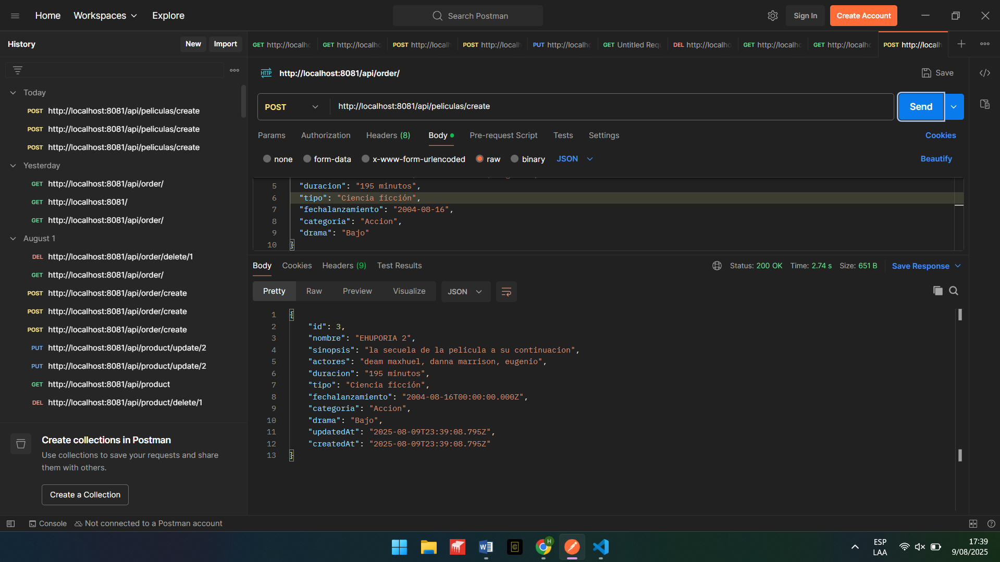 Home Workspaces Explore Search Postman Sign In Create Account
History New Import
GET http://localh GET http://localh POST http://localh POST http://localh PUT http://localh GET Untitled Requ DEL http://localho GET http://localh GET http://localh POST http://localh
http://localhost:8081/api/order/ Save
POST http://localhost:8081/api/peliculas/create Send
Params Authorization Headers (8) Body Pre-request Script Tests Settings Cookies
none form-data x-www-form-urlencoded raw binary JSON Beautify
5 "duracion": "195 minutos",
6 "tipo": "Ciencia ficción",
7 "fechalanzamiento": "2004-08-16",
8 "categoria": "Accion",
9 "drama": "Bajo"
10 }
Body Cookies Headers (9) Test Results Status: 200 OK Time: 2.74 s Size: 651 B Save Response
Pretty Raw Preview Visualize JSON
1 {
2 "id": 3,
3 "nombre": "EHUPORIA 2",
4 "sinopsis": "la secuela de la pelicula a su continuacion",
5 "actores": "deam maxhuel, danna marrison, eugenio",
6 "duracion": "195 minutos",
7 "tipo": "Ciencia ficción",
8 "fechalanzamiento": "2004-08-16T00:00:00.000Z",
9 "categoria": "Accion",
10 "drama": "Bajo",
11 "updatedAt": "2025-08-09T23:39:08.795Z",
12 "createdAt": "2025-08-09T23:39:08.795Z"
13 }
Today
POST http://localhost:8081/api/peliculas/create
POST http://localhost:8081/api/peliculas/create
POST http://localhost:8081/api/peliculas/create
Yesterday
GET http://localhost:8081/api/order/
GET http://localhost:8081/
GET http://localhost:8081/api/order/
August 1
DEL http://localhost:8081/api/order/delete/1
GET http://localhost:8081/api/order/
POST http://localhost:8081/api/order/create
POST http://localhost:8081/api/order/create
POST http://localhost:8081/api/order/create
PUT http://localhost:8081/api/product/update/2
PUT http://localhost:8081/api/product/update/2
GET http://localhost:8081/api/product
DEL http://localhost:8081/api/product/delete/1
Create collections in Postman
Use collections to save your requests and share
them with others.
Create a Collection
Console Not connected to a Postman account
ESP
LAA
17:39
9/08/2025